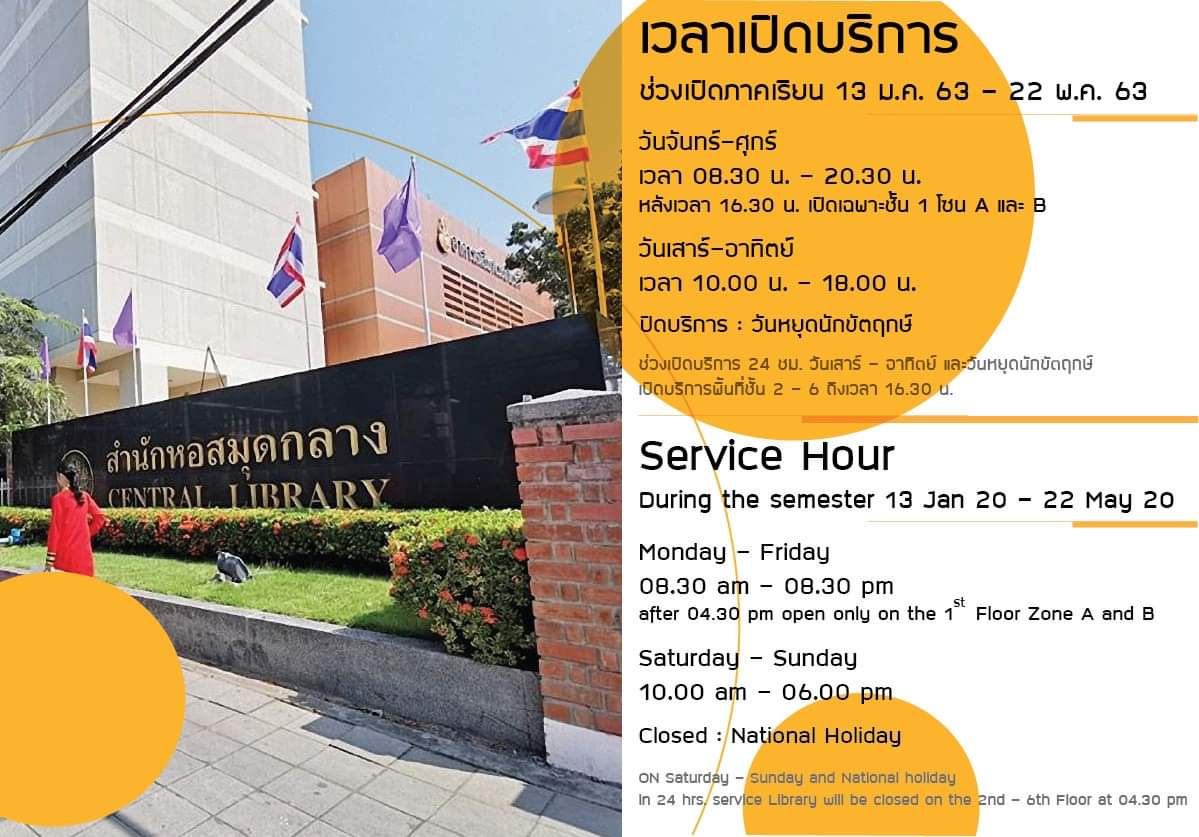 สำนักหอสมุดกลาง
CENTRAL LIBRARY
เวลาเปิดบริการ
ช่วงเปิดภาคเรียน 13 ม.ค. 63 – 22 พ.ค. 63
วันจันทร์–ศุกร์
เวลา 08.30 น. – 20.30 น.
หลังเวลา 16.30 น. เปิดเฉพาะชั้น 1 โซน A และ B
วันเสาร์–อาทิตย์
เวลา 10.00 น. – 18.00 น.
ปิดบริการ : วันหยุดนักขัตฤกษ์
ช่วงเปิดบริการ 24 ชม. วันเสาร์ – อาทิตย์ และวันหยุดนักขัตฤกษ์
เปิดบริการพื้นที่ชั้น 2 – 6 ถึงเวลา 16.30 น.
Service Hour
During the semester 13 Jan 20 – 22 May 20
Monday – Friday
08.30 am – 08.30 pm
after 04.30 pm open only on the 1st Floor Zone A and B
Saturday – Sunday
10.00 am – 06.00 pm
Closed : National Holiday
ON Saturday – Sunday and National holiday
in 24 hrs. service Library will be closed on the 2nd – 6th Floor at 04.30 pm